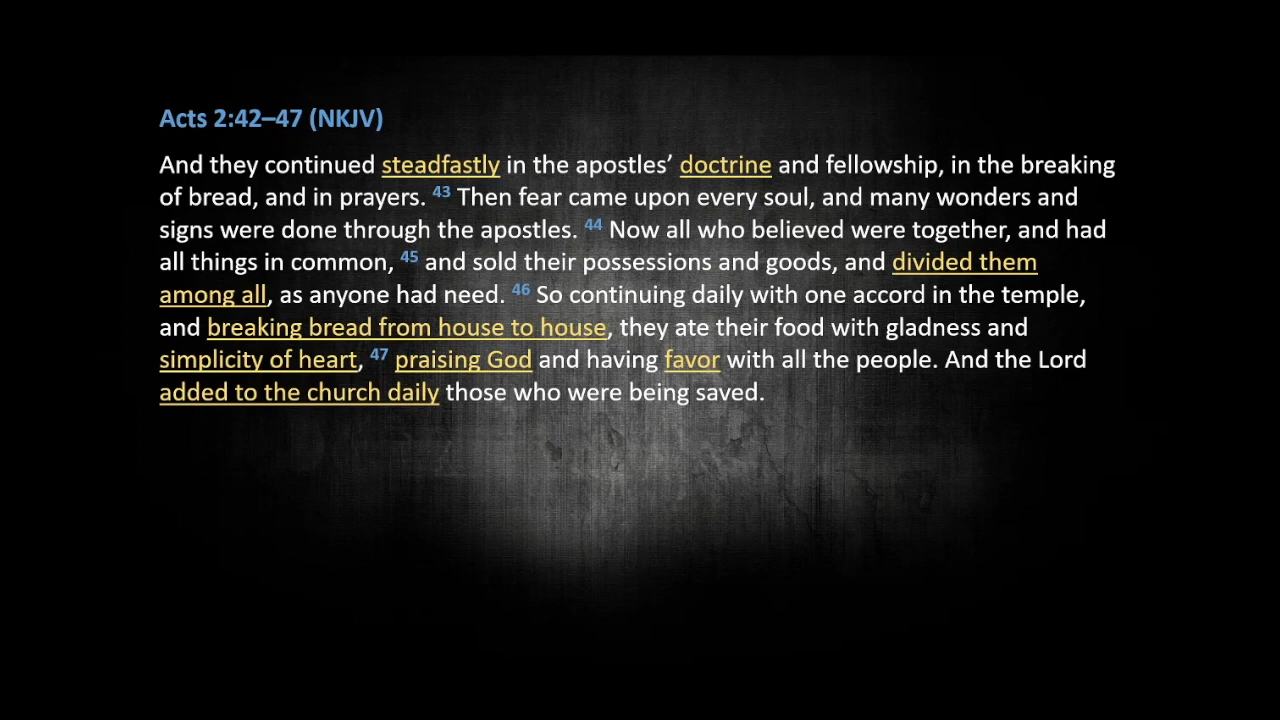 Acts 2:42–47 (NKJV)
And they continued steadfastly in the apostles’ doctrine and fellowship, in the breaking
of bread, and in prayers. 43 Then fear came upon every soul, and many wonders and
signs were done through the apostles. 44 Now all who believed were together, and had
all things in common, 45 and sold their possessions and goods, and divided them
among all, as anyone had need. 46 So continuing daily with one accord in the temple,
and breaking bread from house to house, they ate their food with gladness and
simplicity of heart, 47 praising God and having favor with all the people. And the Lord
added to the church daily those who were being saved.